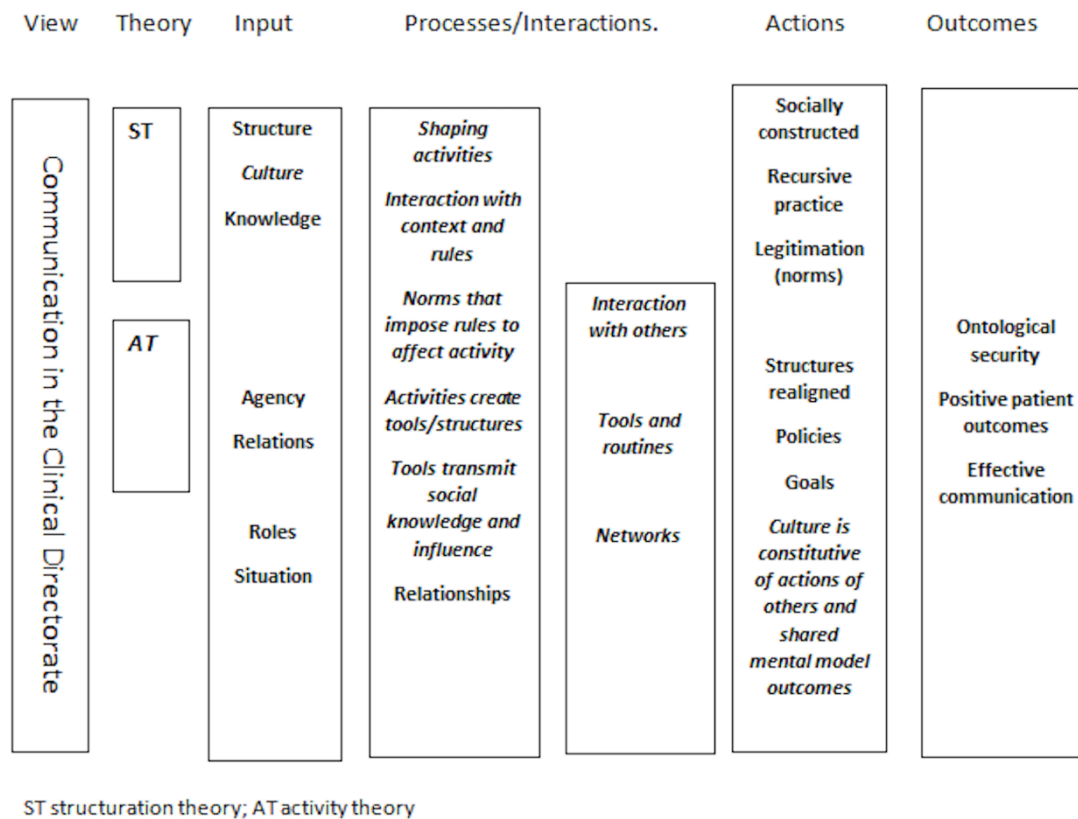 View Theory Input Processes/Interactions. Actions Outcomes
Communication in the Clinical Directorate
ST
AT
Structure
Culture
Knowledge
Agency
Relations
Roles
Situation
Shaping
activities
Interaction with
context and
rules
Norms that
impose rules to
affect activity
Activities create
tools/structures
Tools transmit
social
knowledge and
influence
Relationships
Interaction
with others
Tools and
routines
Networks
Socially
constructed
Recursive
practice
Legitimation
(norms)
Structures
realigned
Policies
Goals
Culture is
constitutive
of actions of
others and
shared
mental model
outcomes
Ontological
security
Positive patient
outcomes
Effective
communication
ST structuration theory; AT activity theory